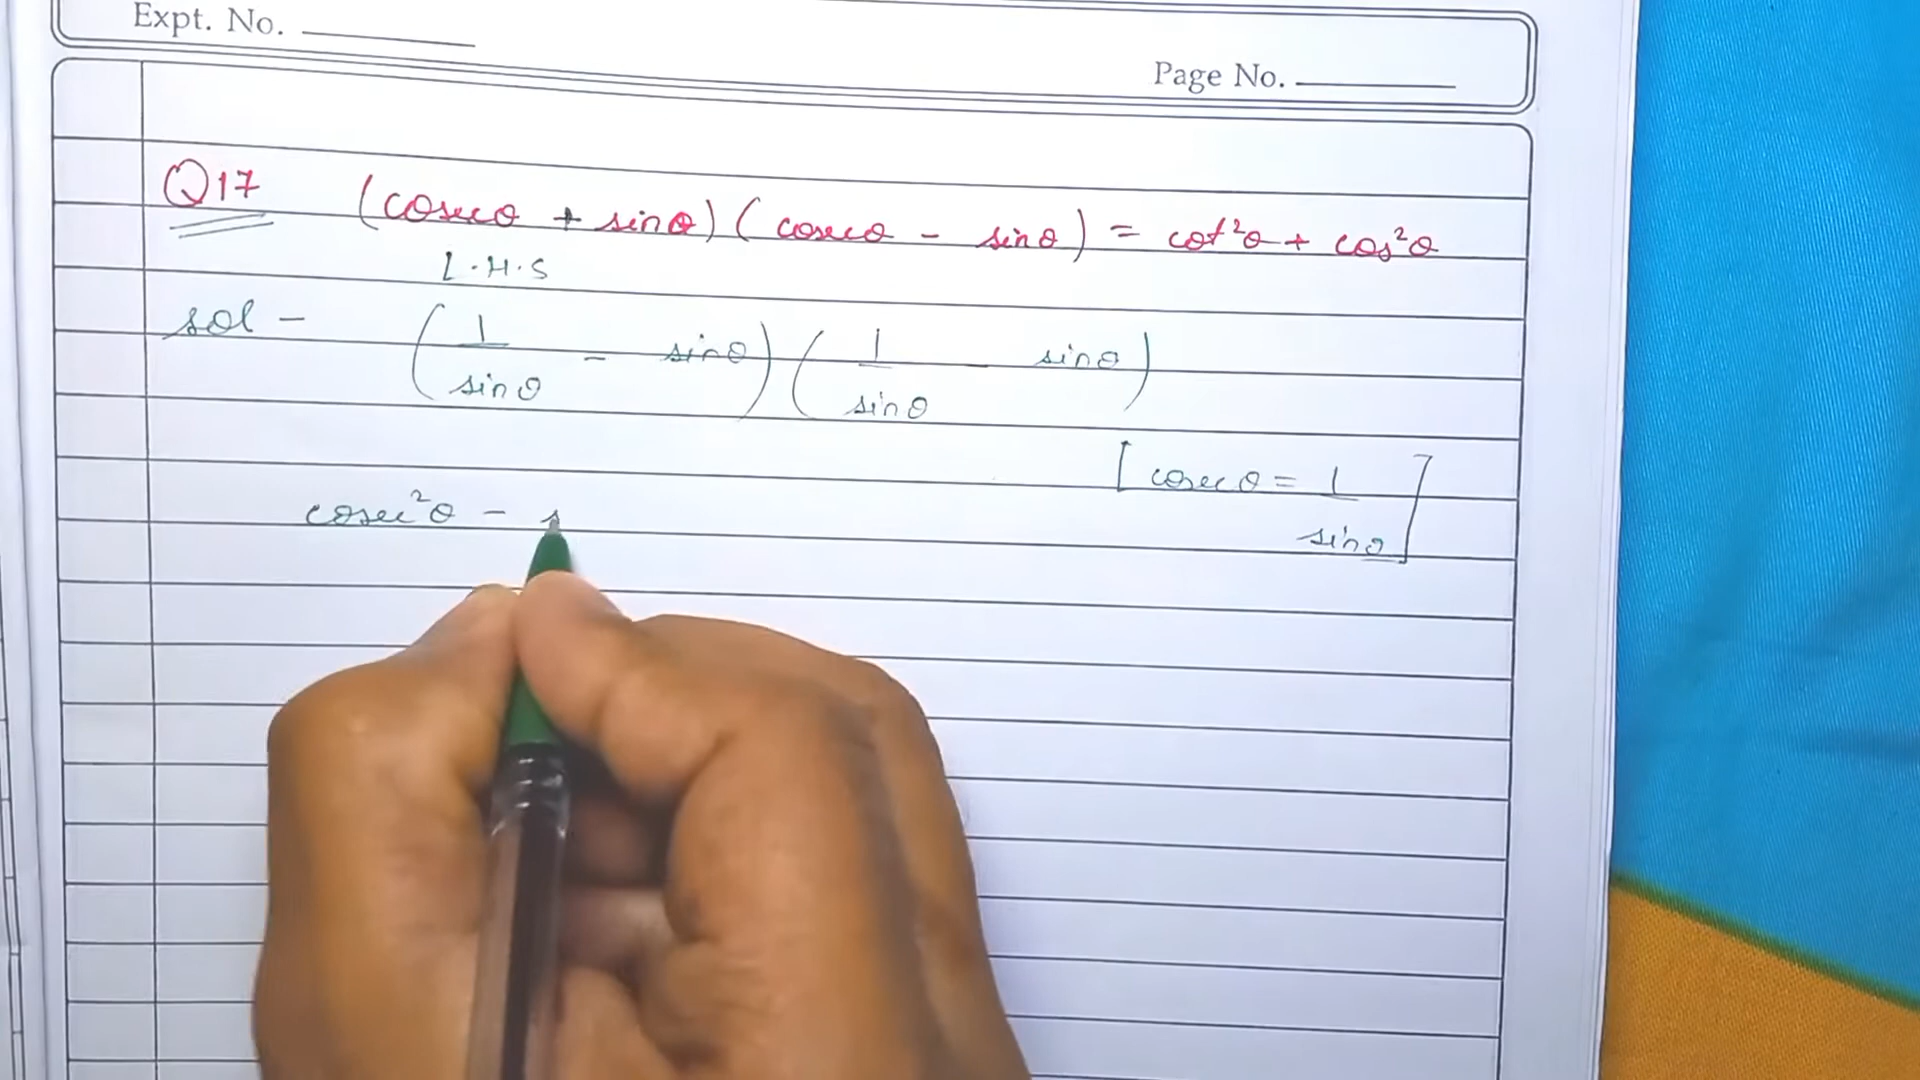 Expt. No.
Page No.
Q17 (cosecθ + sinθ)(cosecθ - sinθ) = cot²θ + cos²θ
L.H.S
sol - (1/sinθ - sinθ)(1/sinθ - sinθ)
[cosecθ = 1/sinθ]
cosec²θ - s